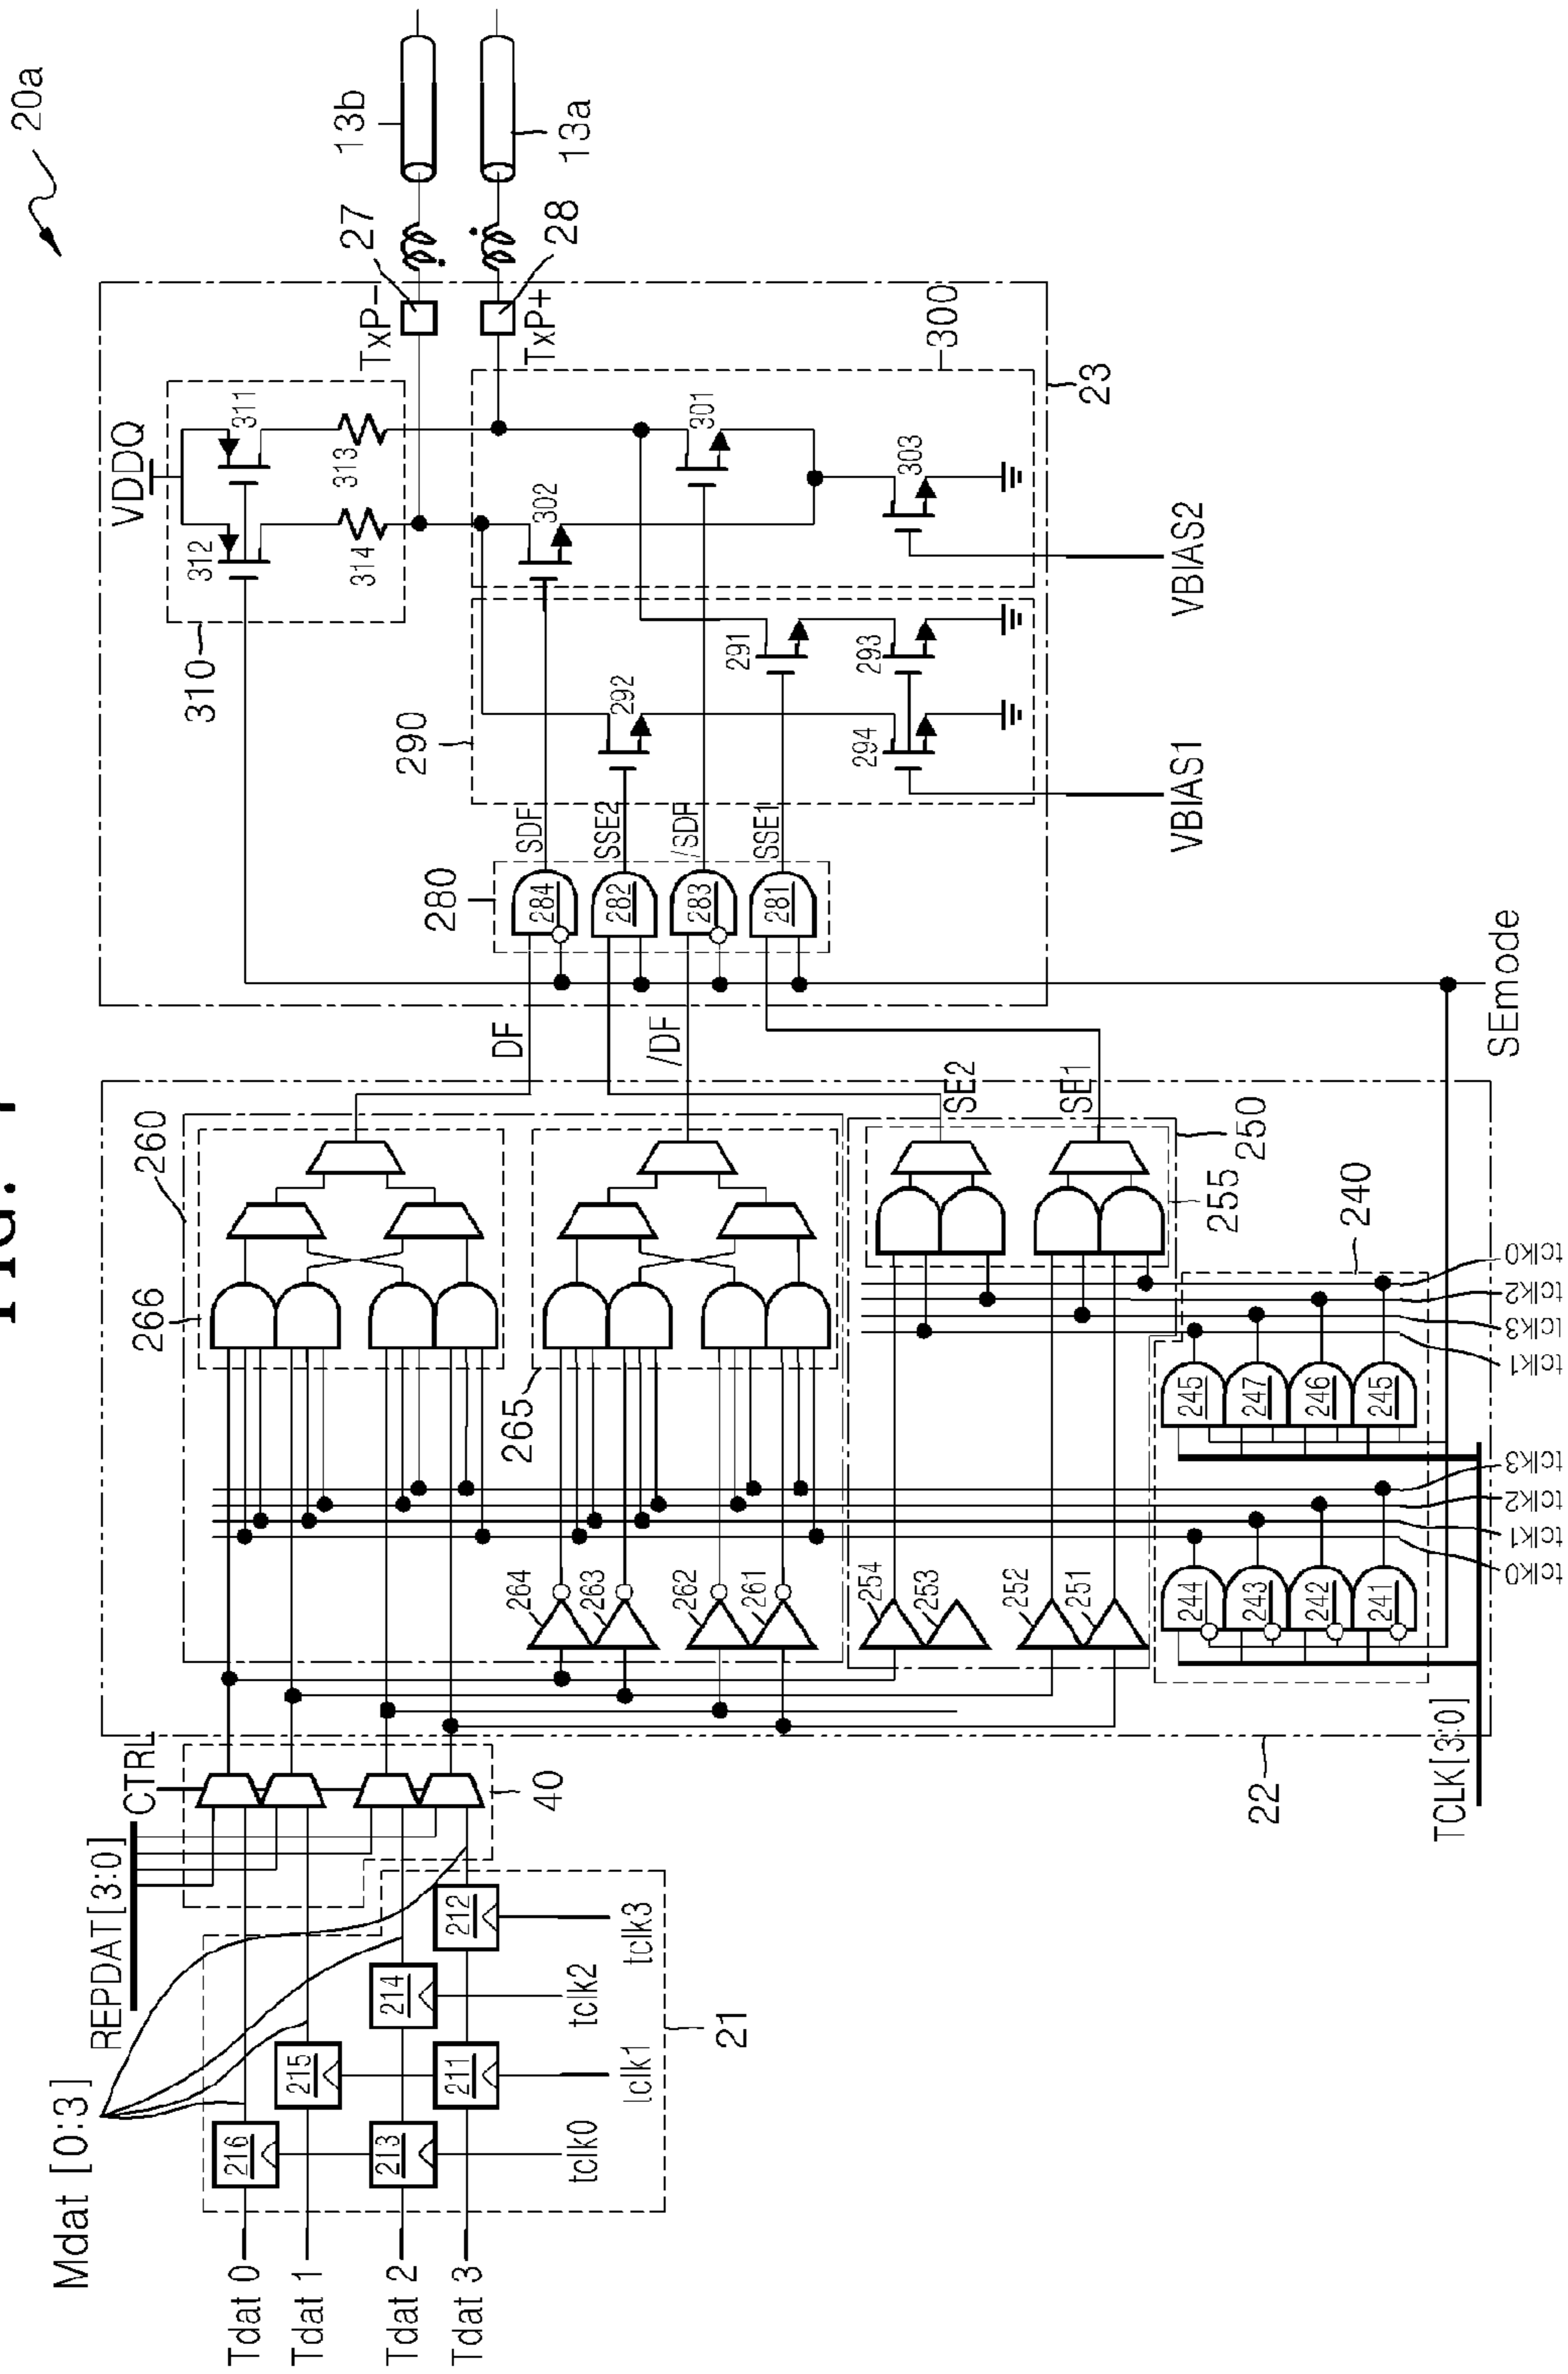 20a
13b
13a
27
28
TxP-
TxP+
300
23
VDDQ
311
312
313
314
310
301
302
303
VBIAS2
290
291
292
293
294
VBIAS1
280
SDF
SSE2
/SDF
SSE1
284
282
283
281
SEmode
DF
/DF
SE2
SE1
260
266
265
250
255
240
264
263
262
261
254
253
252
251
245
247
246
245
244
243
242
241
tclk0
tclk2
tclk3
tclk1
tclk3
tclk2
tclk1
tclk0
22
TCLK[3:0]
CTRL
40
REPDAT[3:0]
Mdat [0:3]
212
214
215
211
216
213
tclk3
tclk2
tclk1
tclk0
21
Tdat 0
Tdat 1
Tdat 2
Tdat 3